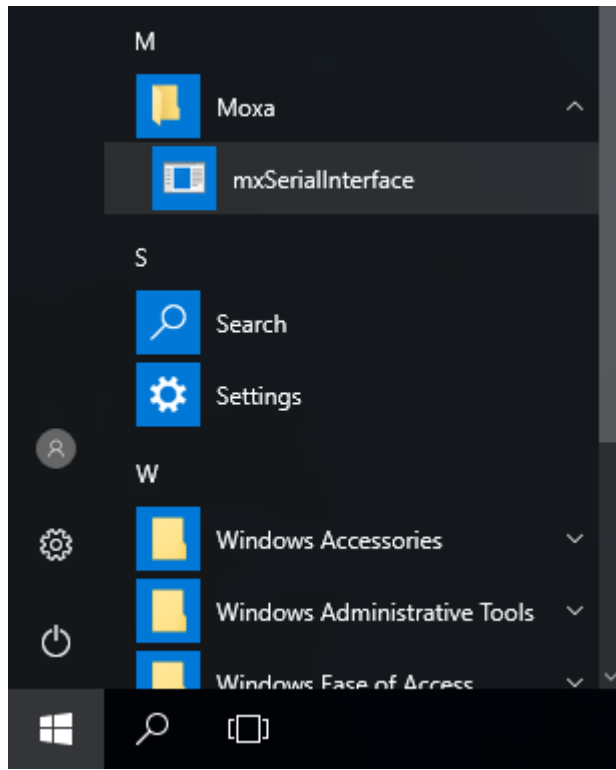 M
Moxa
mxSerialInterface
S
Search
Settings
W
Windows Accessories
Windows Administrative Tools
Windows Ease of Access